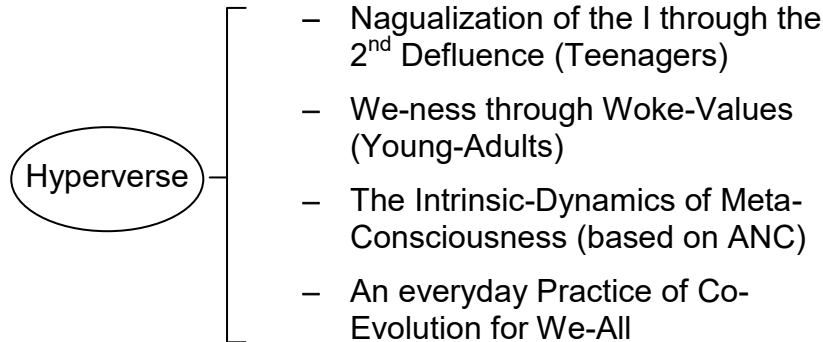 – Nagualization of the I through the
2nd Defluence (Teenagers)
– We-ness through Woke-Values
(Young-Adults)
Hyperverse
– The Intrinsic-Dynamics of Meta-
Consciousness (based on ANC)
– An everyday Practice of Co-
Evolution for We-All